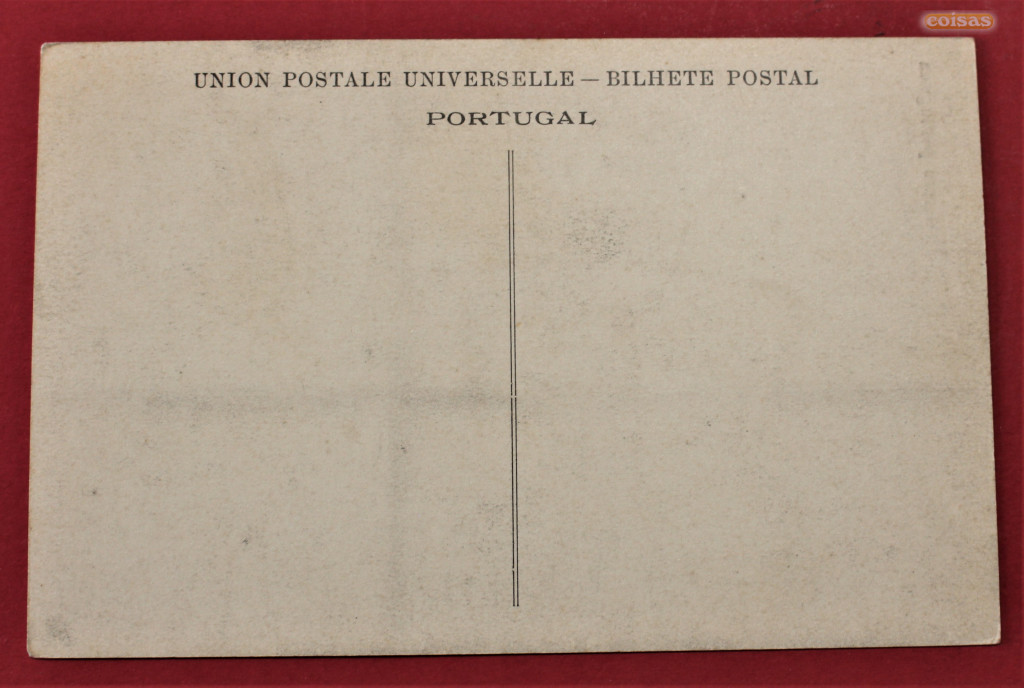 coisas
UNION POSTALE UNIVERSELLE — BILHETE POSTAL
PORTUGAL